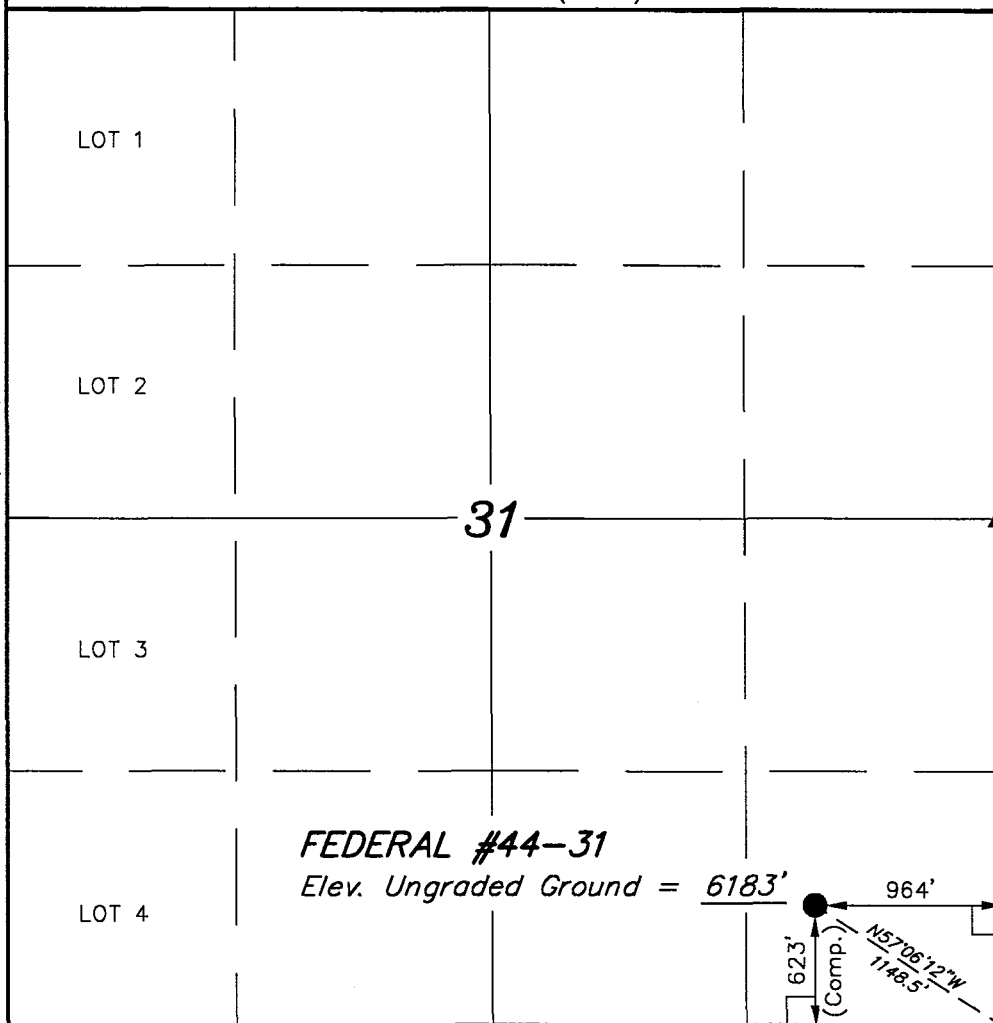 LOT 1
LOT 2
31
LOT 3
FEDERAL #44-31
Elev. Ungraded Ground = 6183'
LOT 4
964'
623'
(Comp.)
N57°06'12"W
1148.5'